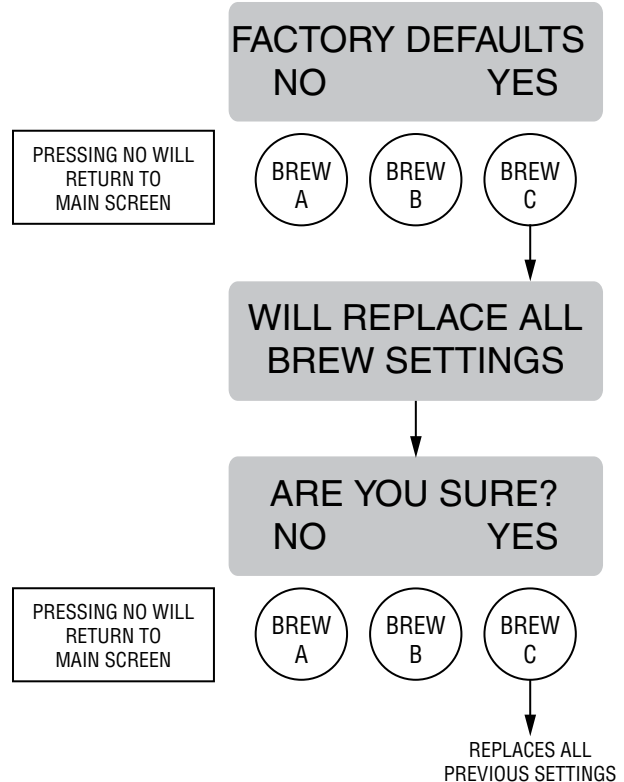 FACTORY DEFAULTS
NO YES
PRESSING NO WILL
RETURN TO
MAIN SCREEN
BREW
A
BREW
B
BREW
C
WILL REPLACE ALL
BREW SETTINGS
ARE YOU SURE?
NO YES
PRESSING NO WILL
RETURN TO
MAIN SCREEN
BREW
A
BREW
B
BREW
C
REPLACES ALL
PREVIOUS SETTINGS